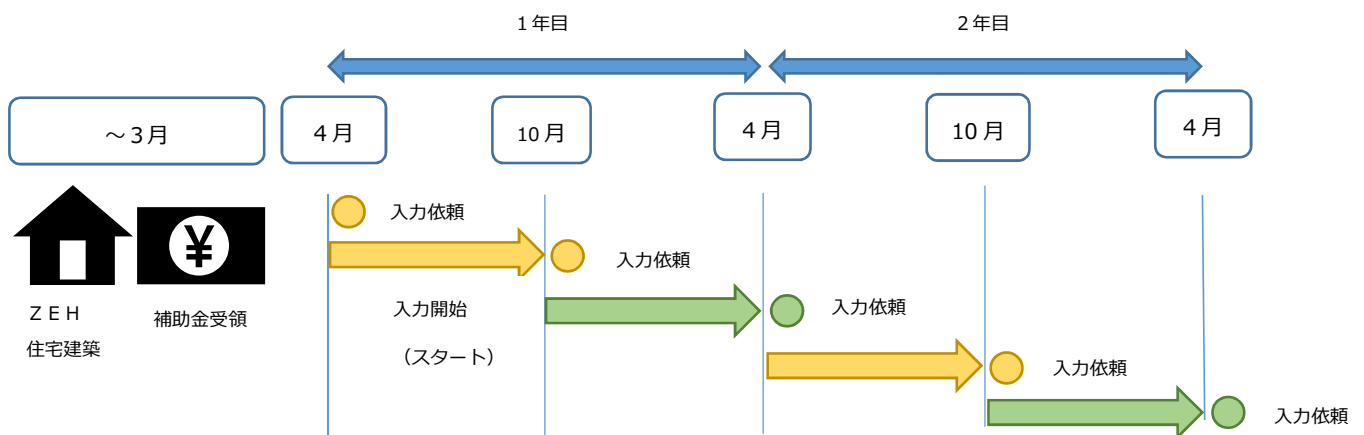 1年目
2年目
～3月
4月
10月
4月
10月
4月
入力依頼
入力依頼
入力開始
（スタート）
入力依頼
入力依頼
入力依頼
¥
ＺＥＨ
住宅建築
補助金受領